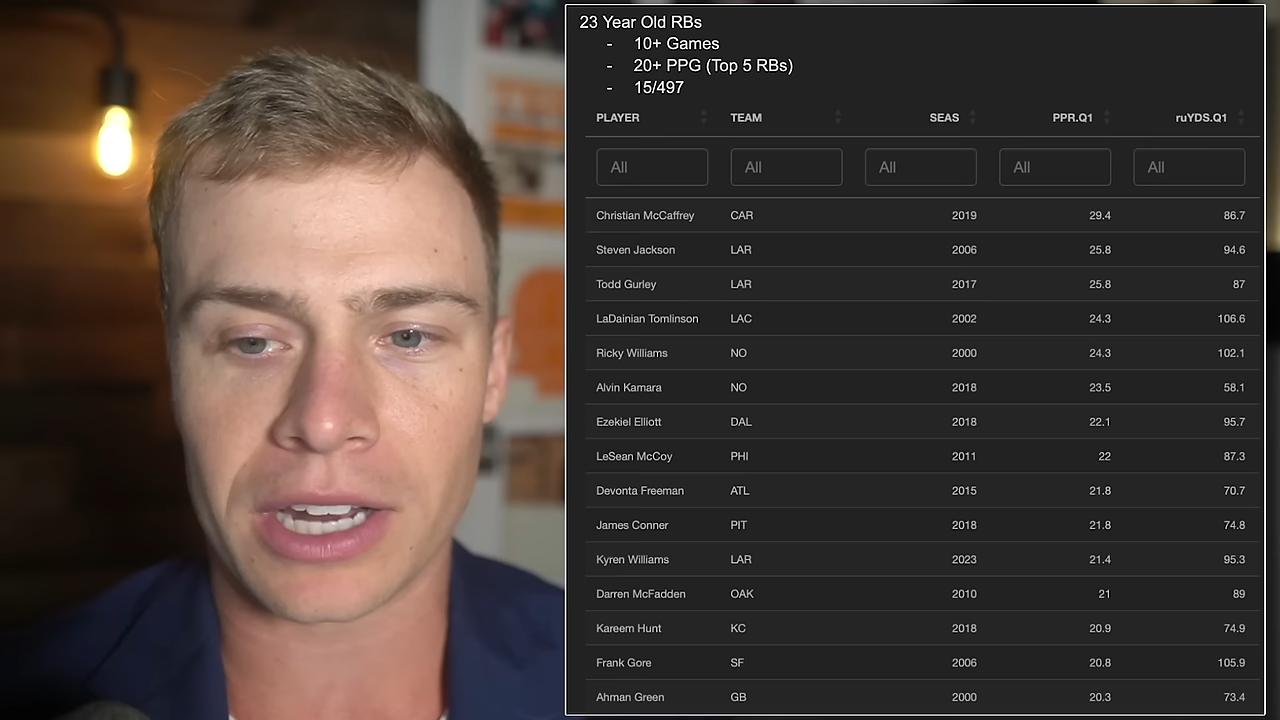 23 Year Old RBs
- 10+ Games
- 20+ PPG (Top 5 RBs)
- 15/497
PLAYER TEAM SEAS PPR.Q1 ruYDS.Q1
All All All All All
Christian McCaffrey CAR 2019 29.4 86.7
Steven Jackson LAR 2006 25.8 94.6
Todd Gurley LAR 2017 25.8 87
LaDainian Tomlinson LAC 2002 24.3 106.6
Ricky Williams NO 2000 24.3 102.1
Alvin Kamara NO 2018 23.5 58.1
Ezekiel Elliott DAL 2018 22.1 95.7
LeSean McCoy PHI 2011 22 87.3
Devonta Freeman ATL 2015 21.8 70.7
James Conner PIT 2018 21.8 74.8
Kyren Williams LAR 2023 21.4 95.3
Darren McFadden OAK 2010 21 89
Kareem Hunt KC 2018 20.9 74.9
Frank Gore SF 2006 20.8 105.9
Ahman Green GB 2000 20.3 73.4